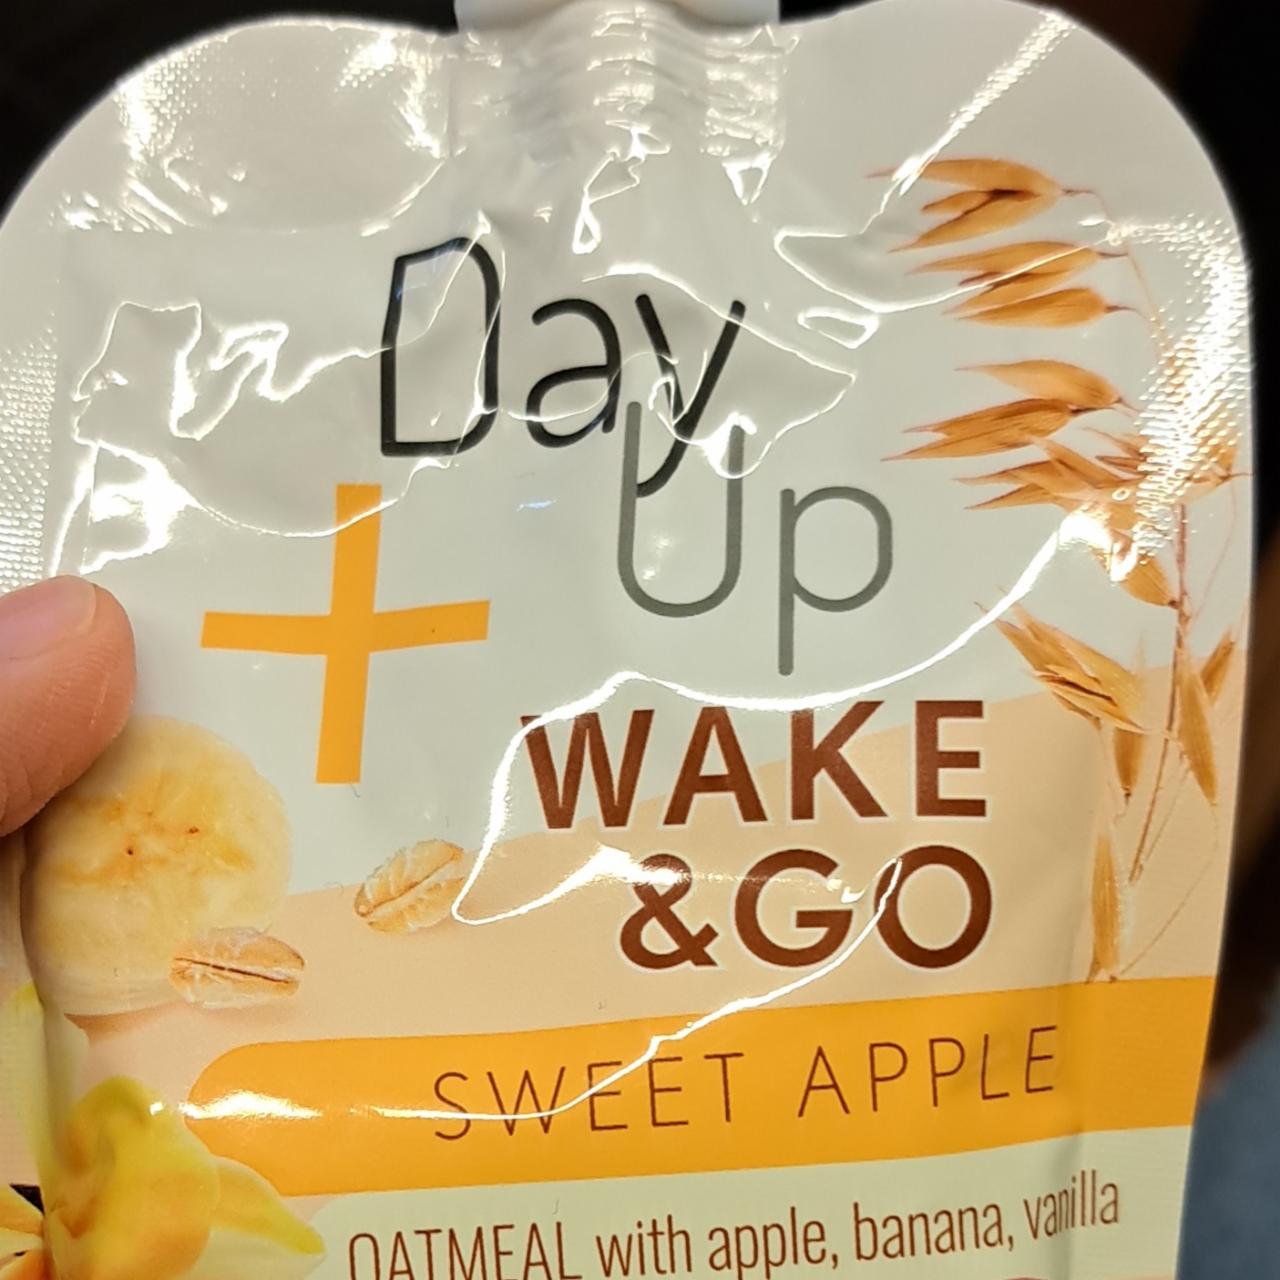 Day
Up
+
WAKE
&GO
SWEET APPLE
OATMEAL with apple, banana, vanilla